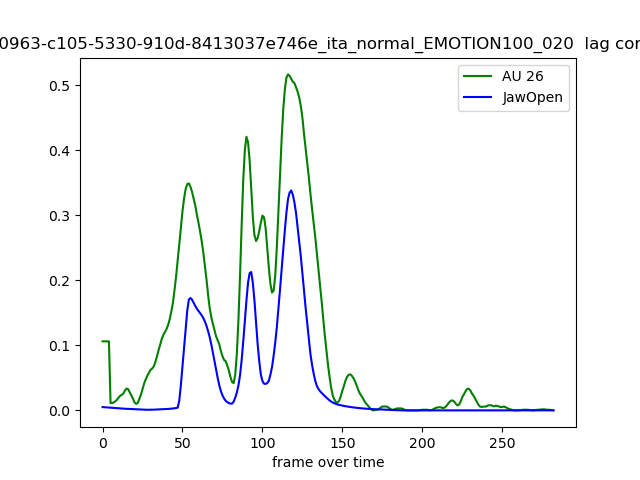 0963-c105-5330-910d-8413037e746e_ita_normal_EMOTION100_020 lag cor
AU 26
JawOpen
0.5
0.4
0.3
0.2
0.1
0.0
0 50 100 150 200 250
frame over time